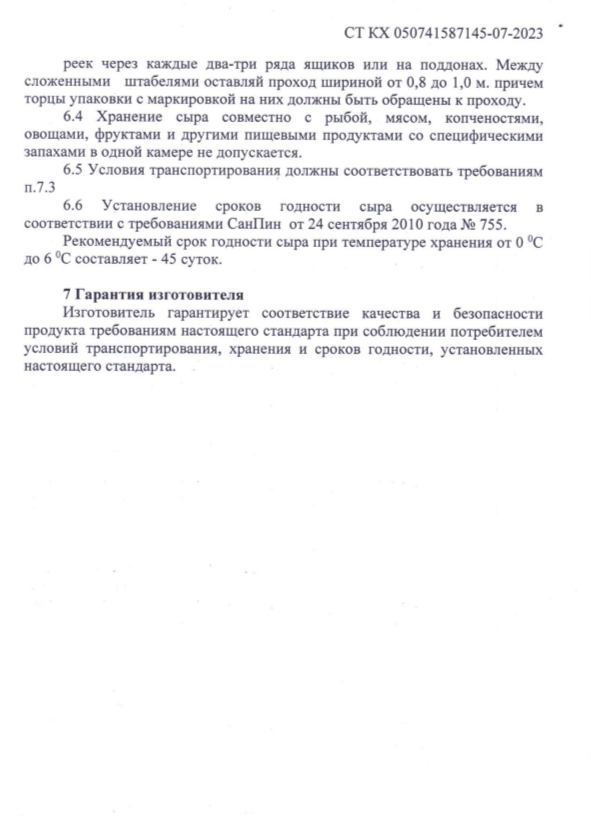 СТ КХ 050741587145-07-2023
реек через каждые два-три ряда ящиков или на поддонах. Между
сложенными штабелями оставляй проход шириной от 0,8 до 1,0 м. причем
торцы упаковки с маркировкой на них должны быть обращены к проходу.
6.4 Хранение сыра совместно с рыбой, мясом, копченостями,
овощами, фруктами и другими пищевыми продуктами со специфическими
запахами в одной камере не допускается.
6.5 Условия транспортирования должны соответствовать требованиям
п.7.3
6.6 Установление сроков годности сыра осуществляется в
соответствии с требованиями СанПин от 24 сентября 2010 года № 755.
Рекомендуемый срок годности сыра при температуре хранения от 0 ⁰С
до 6 ⁰С составляет - 45 суток.
7 Гарантия изготовителя
Изготовитель гарантирует соответствие качества и безопасности
продукта требованиям настоящего стандарта при соблюдении потребителем
условий транспортирования, хранения и сроков годности, установленных
настоящего стандарта.